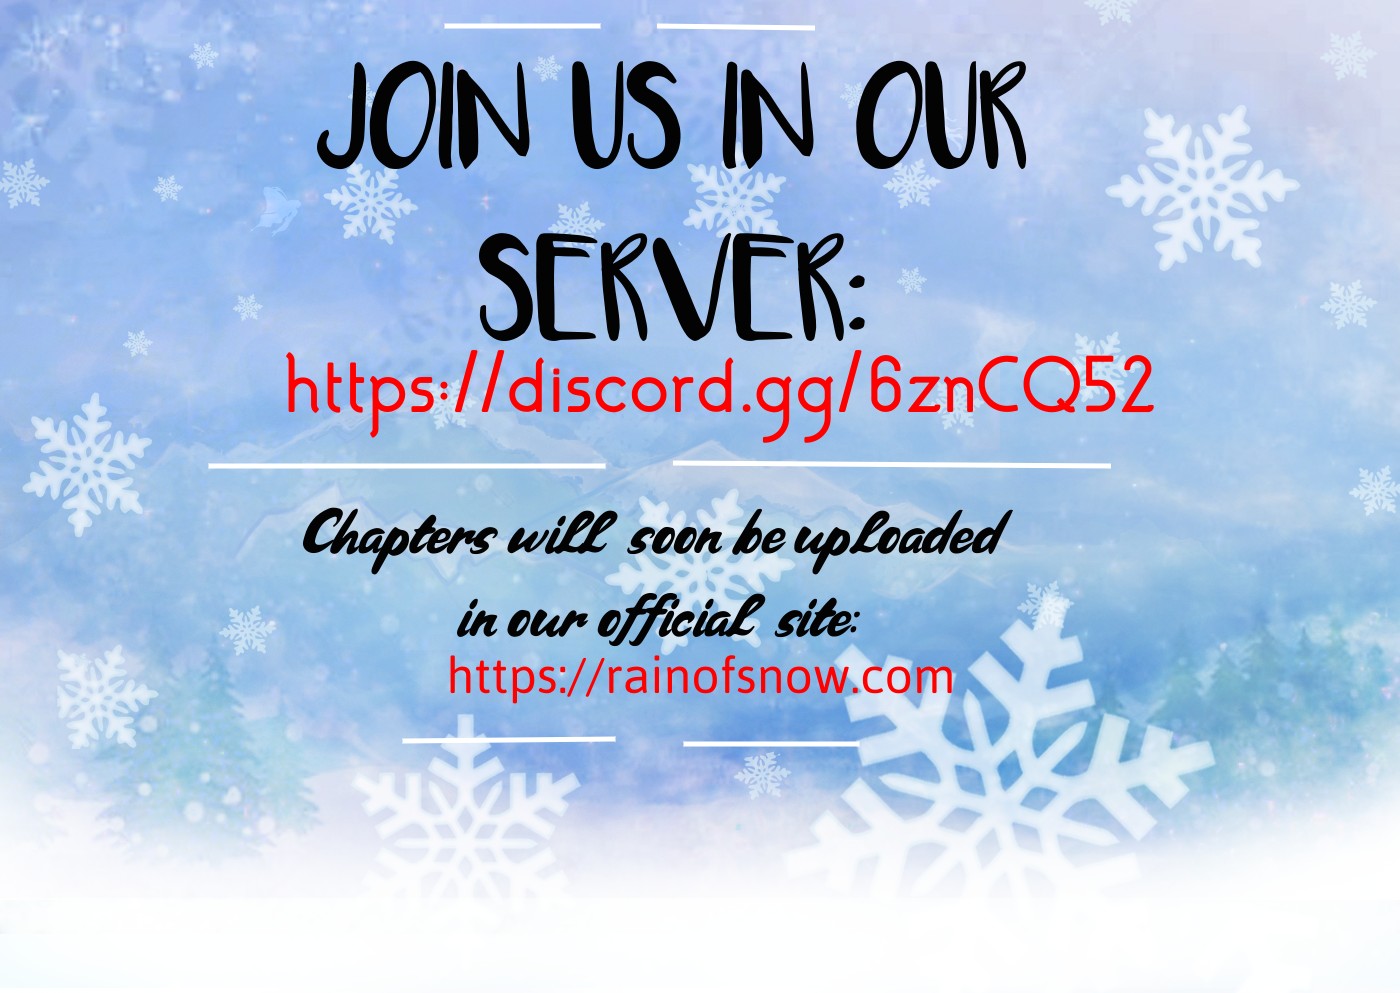 JOIN US IN OUR
SERVER:
https://discord.gg/6znCQ52
Chapters will soon be uploaded
in our official site:
https://rainofsnow.com